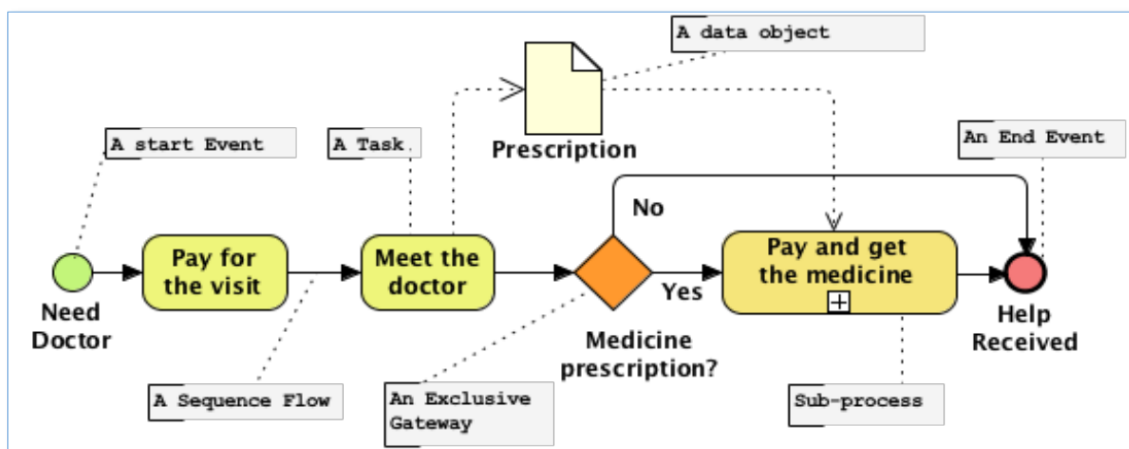 A data object
A start Event
A Task
Prescription
An End Event
No
Pay for
the visit
Meet the
doctor
Pay and get
the medicine
Yes
Need
Doctor
Help
Received
Medicine
prescription?
A Sequence Flow
An Exclusive
Gateway
Sub-process